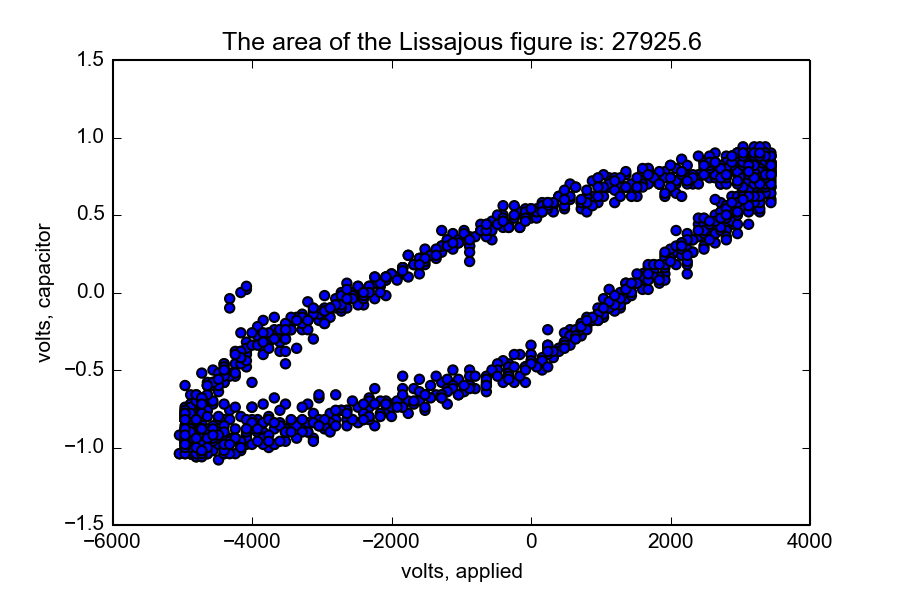 The area of the Lissajous figure is: 27925.6
1.5
1.0
0.5
0.0
−0.5
−1.0
−1.5
volts, capacitor
−6000 −4000 −2000 0 2000 4000
volts, applied